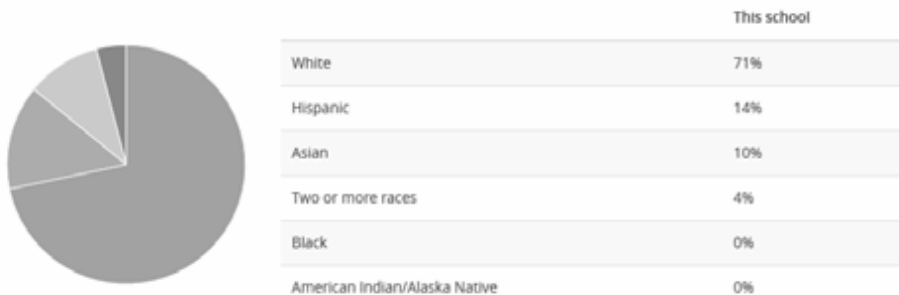 This school
White 71%
Hispanic 14%
Asian 10%
Two or more races 4%
Black 0%
American Indian/Alaska Native 0%